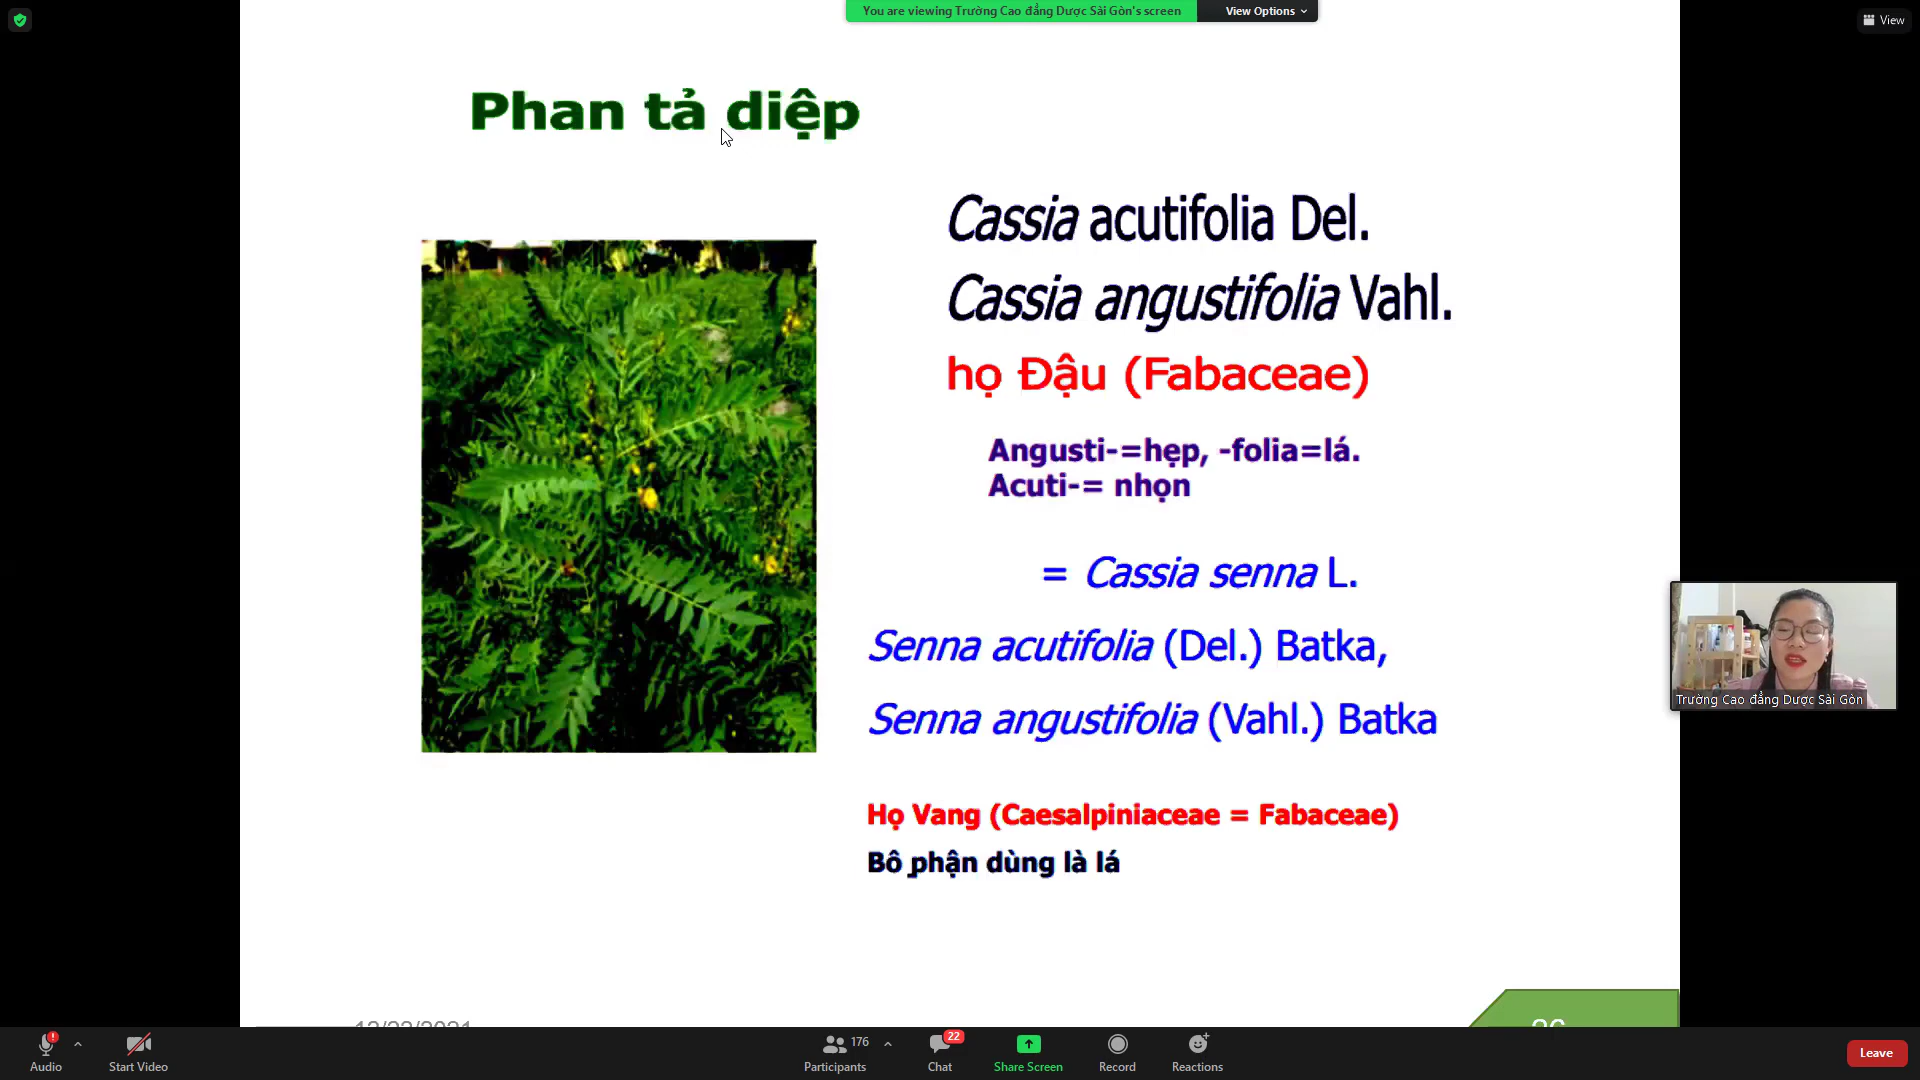 You are viewing Trường Cao đẳng Dược Sài Gòn's screen
View Options
View
Phan tả diệp
Cassia acutifolia Del.
Cassia angustifolia Vahl.
họ Đậu (Fabaceae)
Angusti-=hẹp, -folia=lá.
Acuti-= nhọn
= Cassia senna L.
Senna acutifolia (Del.) Batka,
Senna angustifolia (Vahl.) Batka
Họ Vang (Caesalpiniaceae = Fabaceae)
Bô phận dùng là lá
Trường Cao đẳng Dược Sài Gòn
Audio
Start Video
176
Participants
22
Chat
Share Screen
Record
Reactions
Leave